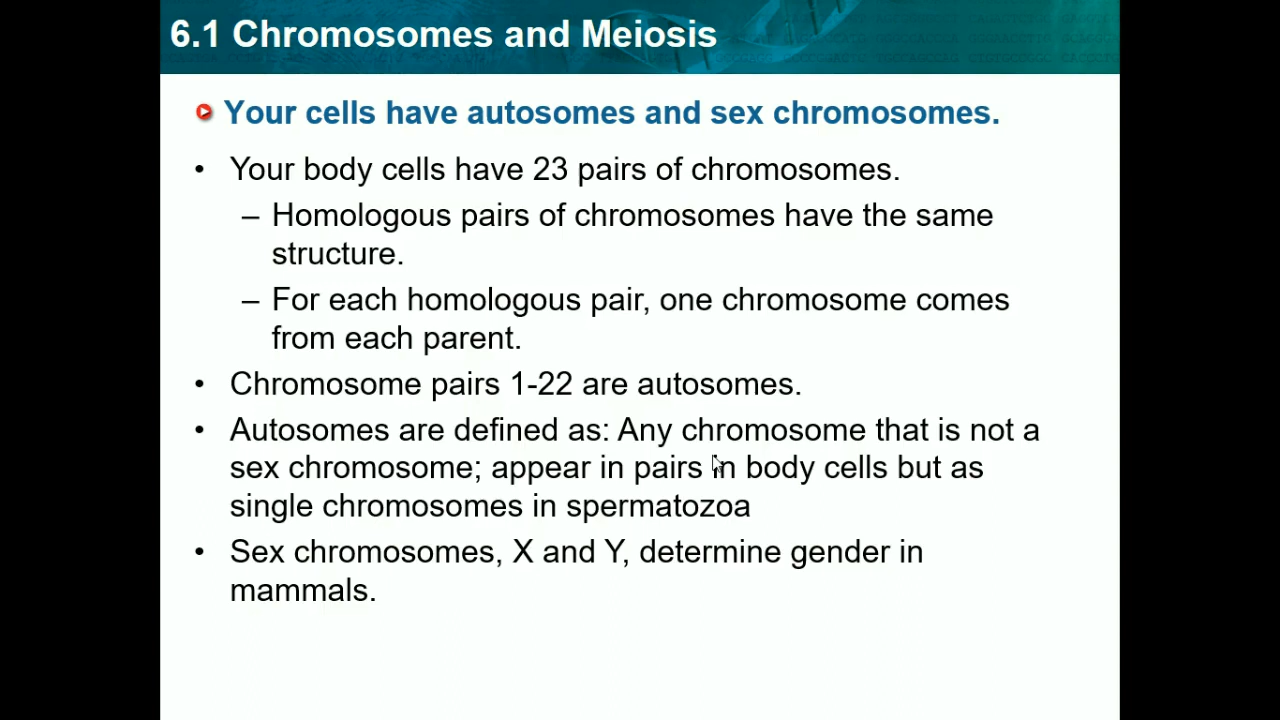 6.1 Chromosomes and Meiosis
Your cells have autosomes and sex chromosomes.
• Your body cells have 23 pairs of chromosomes.
– Homologous pairs of chromosomes have the same
structure.
– For each homologous pair, one chromosome comes
from each parent.
• Chromosome pairs 1-22 are autosomes.
• Autosomes are defined as: Any chromosome that is not a
sex chromosome; appear in pairs in body cells but as
single chromosomes in spermatozoa
• Sex chromosomes, X and Y, determine gender in
mammals.